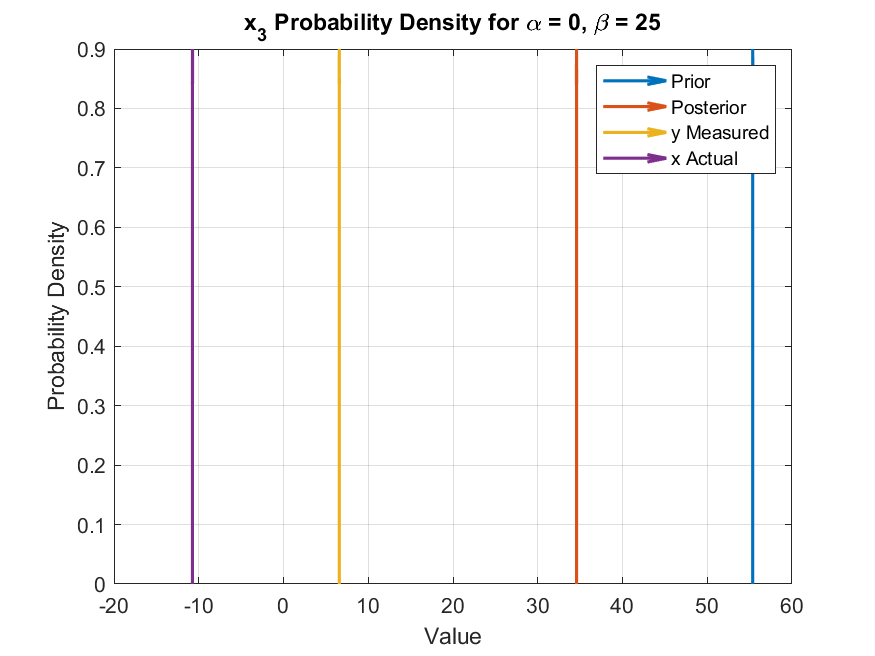 x₃ Probability Density for α = 0, β = 25
Probability Density
0.9
0.8
0.7
0.6
0.5
0.4
0.3
0.2
0.1
0
Prior
Posterior
y Measured
x Actual
-20 -10 0 10 20 30 40 50 60
Value